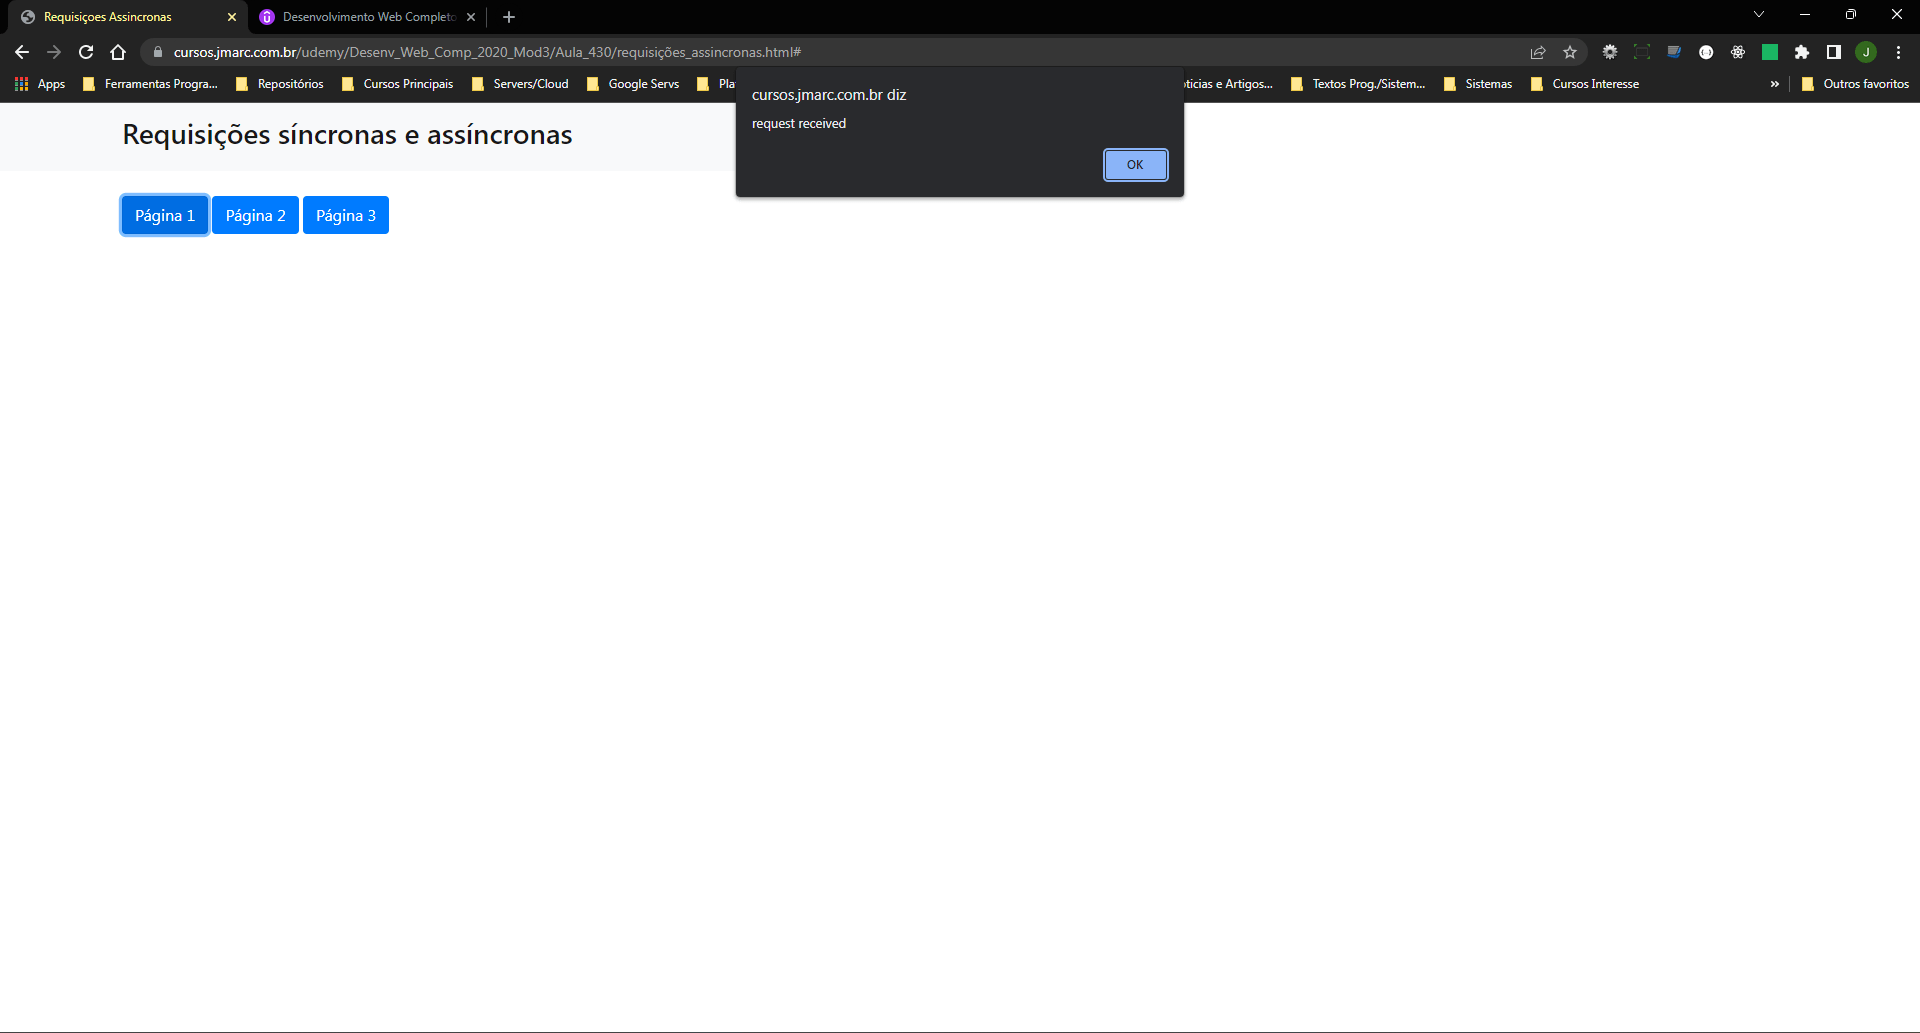 Requisiçoes Assincronas
Desenvolvimento Web Completo
cursos.jmarc.com.br/udemy/Desenv_Web_Comp_2020_Mod3/Aula_430/requisições_assincronas.html#
J
Apps
Ferramentas Progra...
Repositórios
Cursos Principais
Servers/Cloud
Google Servs
Pla
oticias e Artigos...
Textos Prog./Sistem...
Sistemas
Cursos Interesse
»
Outros favoritos
cursos.jmarc.com.br diz
request received
OK
Requisições síncronas e assíncronas
Página 1
Página 2
Página 3